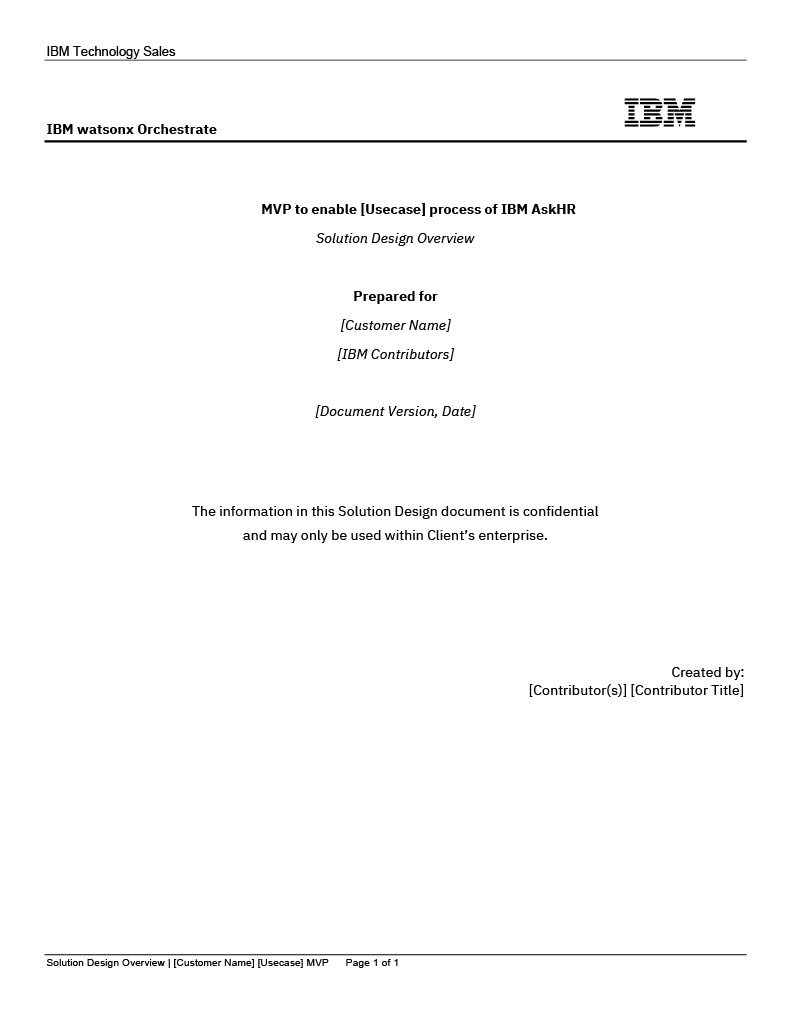 IBM Technology Sales
IBM
IBM watsonx Orchestrate
MVP to enable [Usecase] process of IBM AskHR
Solution Design Overview
Prepared for
[Customer Name]
[IBM Contributors]
[Document Version, Date]
The information in this Solution Design document is confidential
and may only be used within Client’s enterprise.
Created by:
[Contributor(s)] [Contributor Title]
Solution Design Overview | [Customer Name] [Usecase] MVP Page 1 of 1